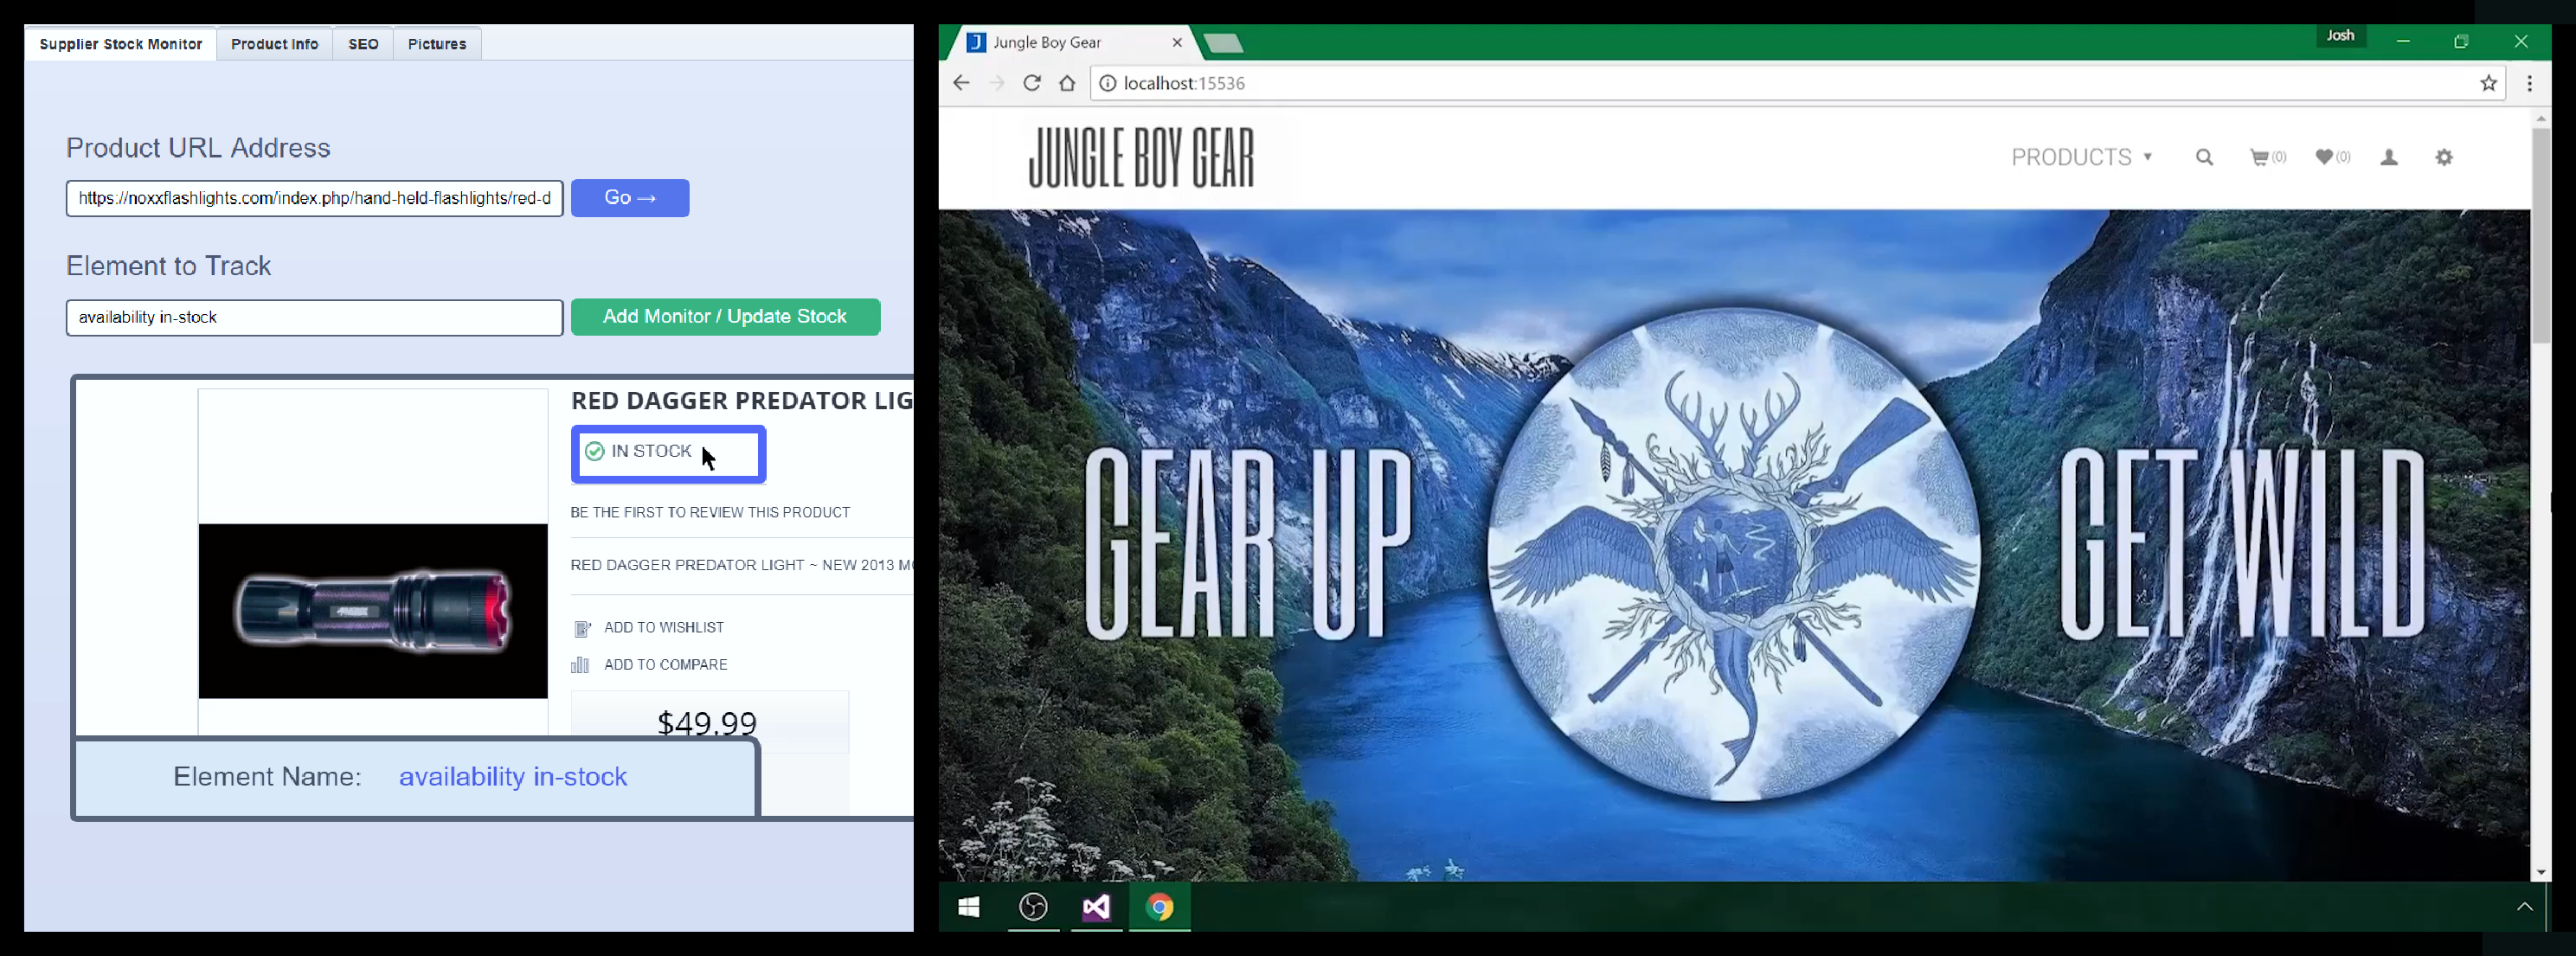 Supplier Stock Monitor Product Info SEO Pictures
Product URL Address
https://noxxflashlights.com/index.php/hand-held-flashlights/red-d
Go →
Element to Track
availability in-stock
Add Monitor / Update Stock
RED DAGGER PREDATOR LIG
IN STOCK
BE THE FIRST TO REVIEW THIS PRODUCT
RED DAGGER PREDATOR LIGHT ~ NEW 2013 M
ADD TO WISHLIST
ADD TO COMPARE
$49.99
Element Name: availability in-stock
Jungle Boy Gear
Josh
localhost:15536
JUNGLE BOY GEAR
PRODUCTS (0) (0)
GEAR UP
GET WILD